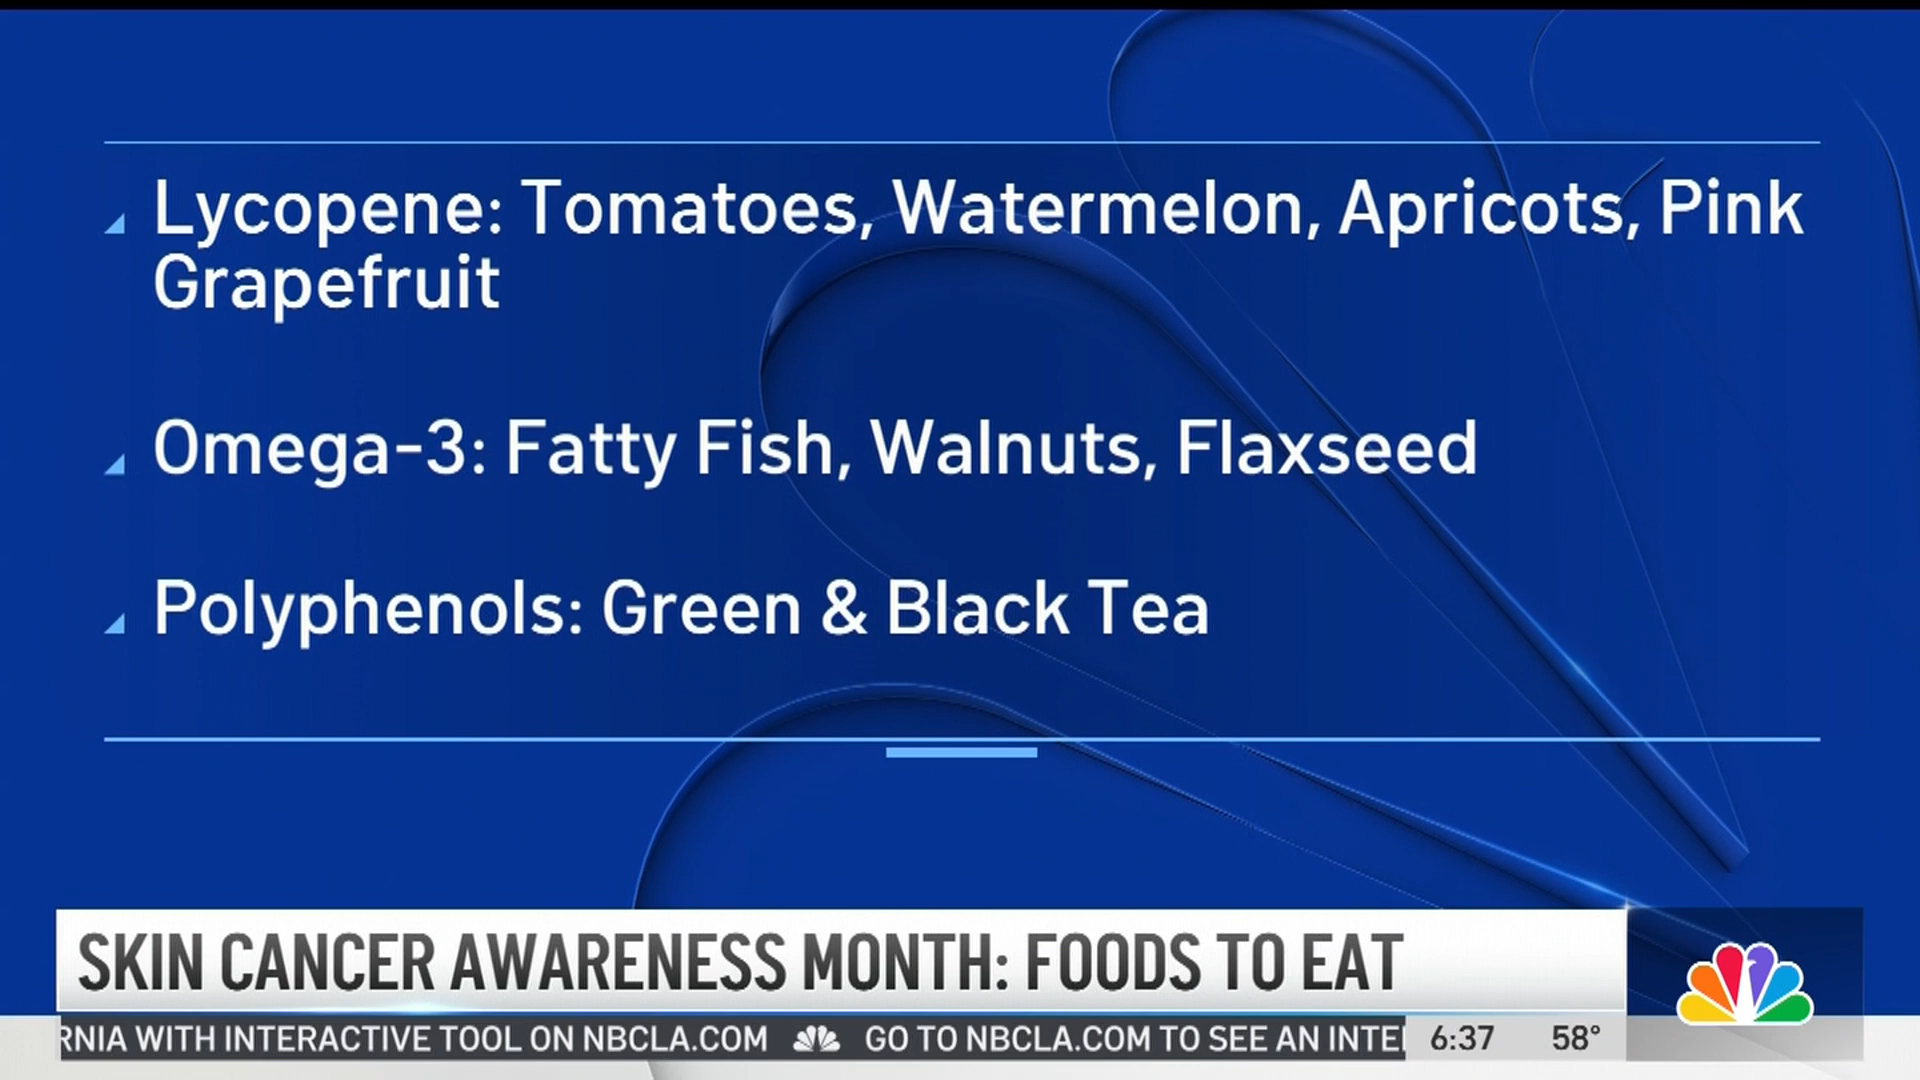 Lycopene: Tomatoes, Watermelon, Apricots, Pink
Grapefruit
Omega-3: Fatty Fish, Walnuts, Flaxseed
Polyphenols: Green & Black Tea
SKIN CANCER AWARENESS MONTH: FOODS TO EAT
RNIA WITH INTERACTIVE TOOL ON NBCLA.COM GO TO NBCLA.COM TO SEE AN INTE 6:37 58°